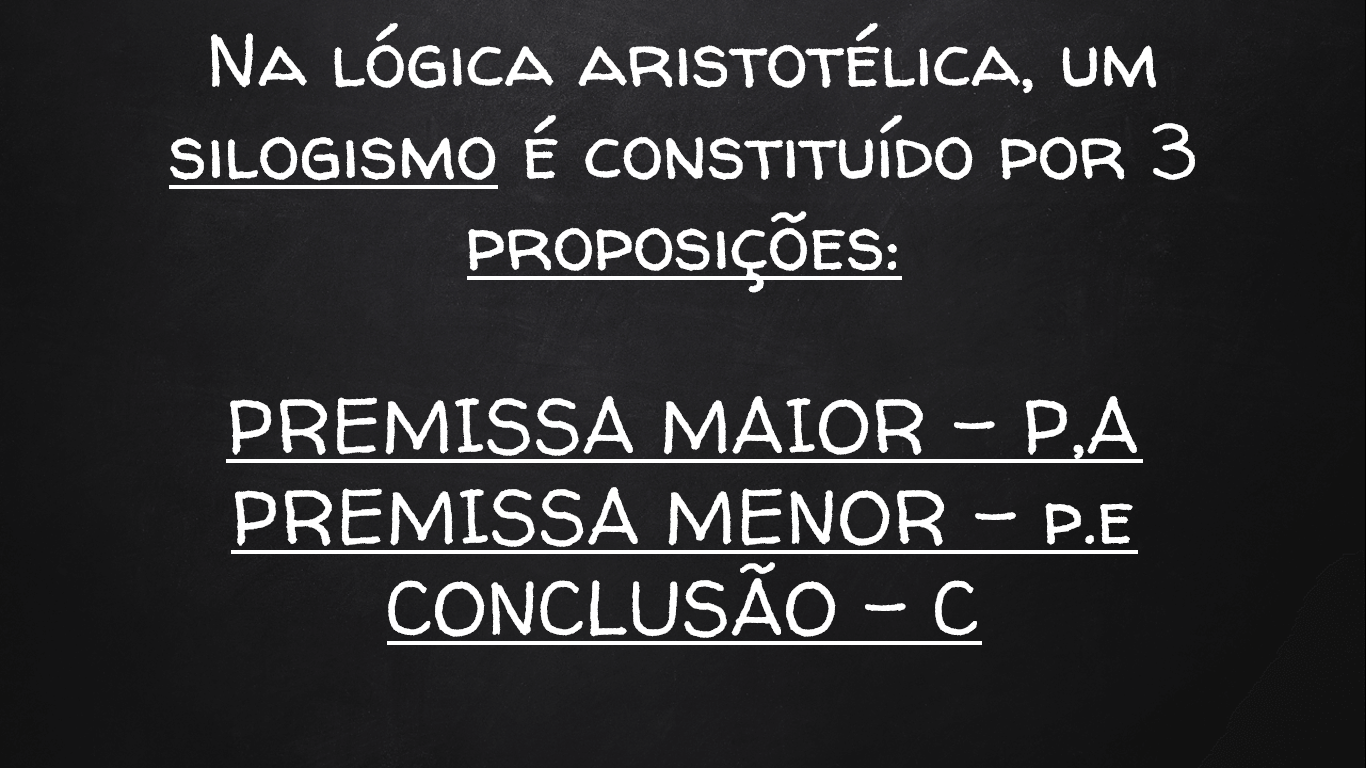 Na lógica aristotélica, um
silogismo é constituído por 3
proposições:
PREMISSA MAIOR – P,A
PREMISSA MENOR – p.e
CONCLUSÃO – C